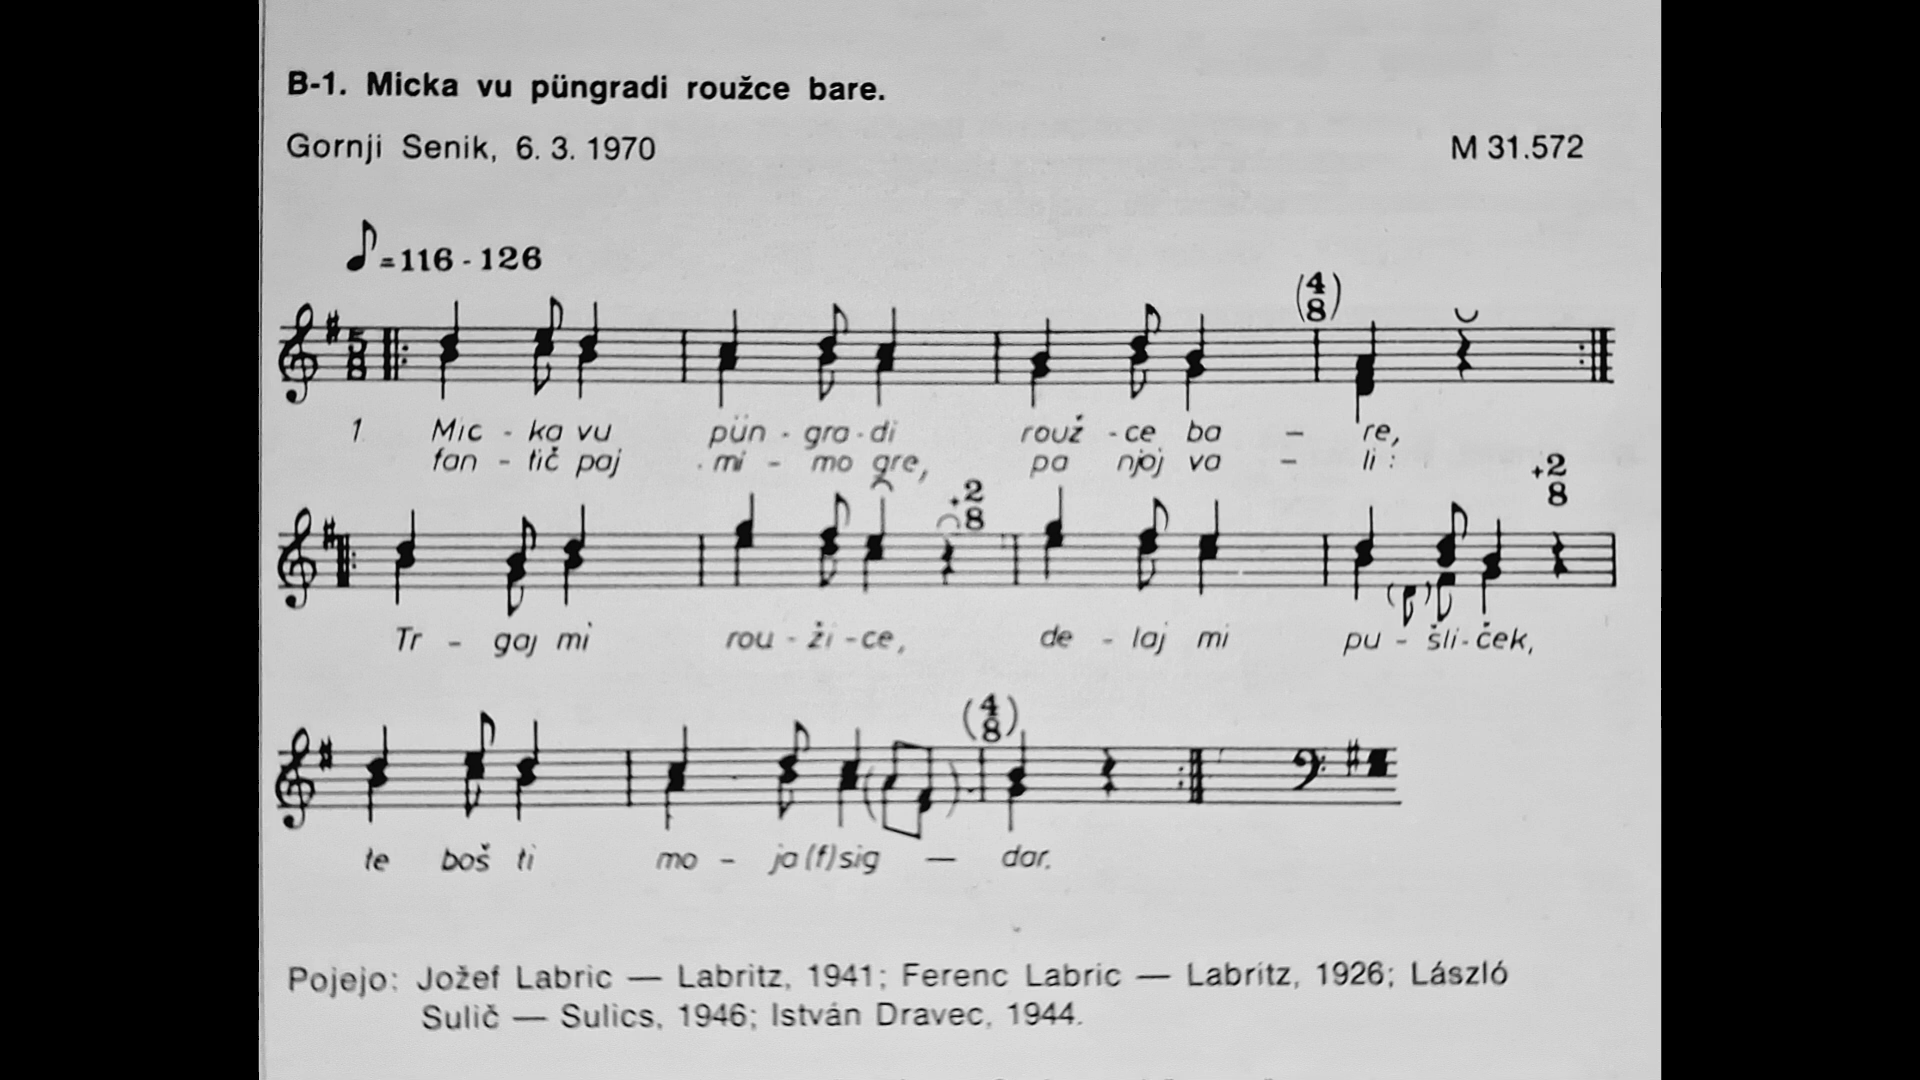 B-1. Micka vu püngradi roužce bare.
Gornji Senik, 6. 3. 1970 M 31.572
♪=116 - 126
(4/8)
5/8
1 Mic - ka vu pün - gra - di rouž - ce ba - re,
fan - tič paj mi - mo gre, pa njoj va - li:
+2/8 +2/8
Tr - gaj mi rou - ži - ce, de - laj mi pu - šli - ček,
(4/8)
te boš ti mo - ja (f)sig — dar.
Pojejo: Jožef Labric — Labritz, 1941; Ferenc Labric — Labritz, 1926; László
Sulič — Sulics, 1946; István Dravec, 1944.